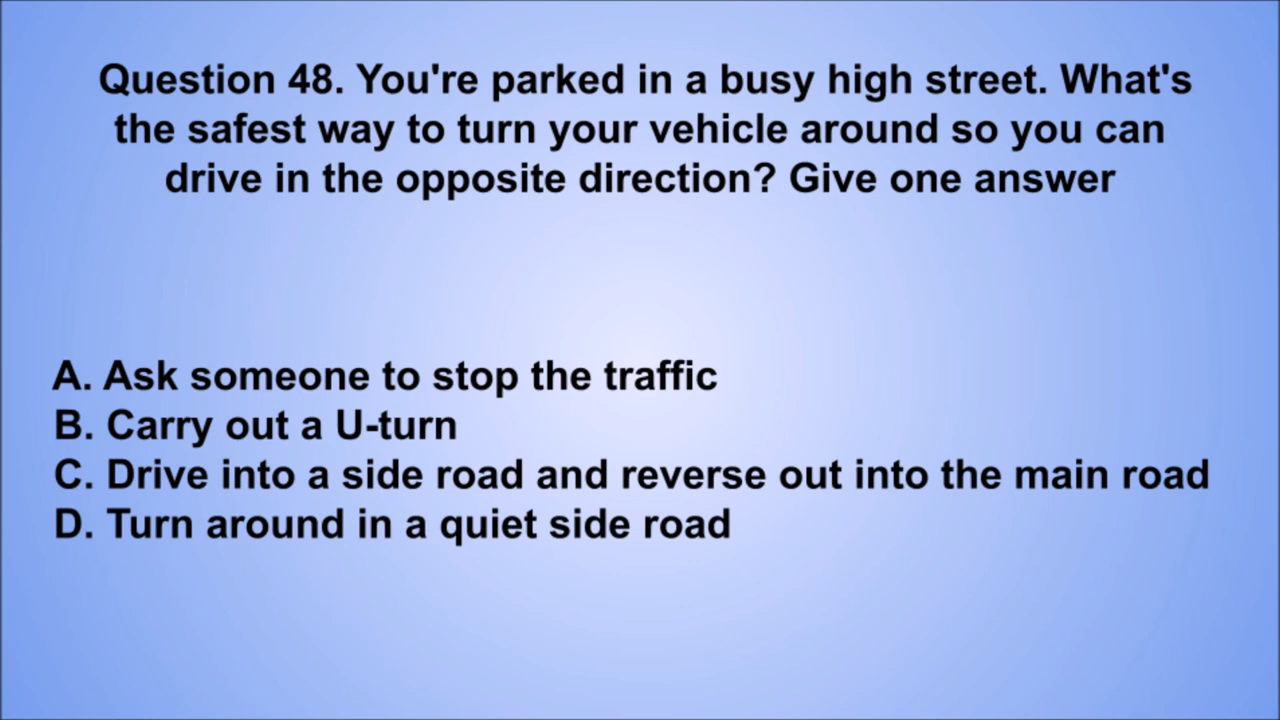 Question 48. You're parked in a busy high street. What's
the safest way to turn your vehicle around so you can
drive in the opposite direction? Give one answer
A. Ask someone to stop the traffic
B. Carry out a U-turn
C. Drive into a side road and reverse out into the main road
D. Turn around in a quiet side road